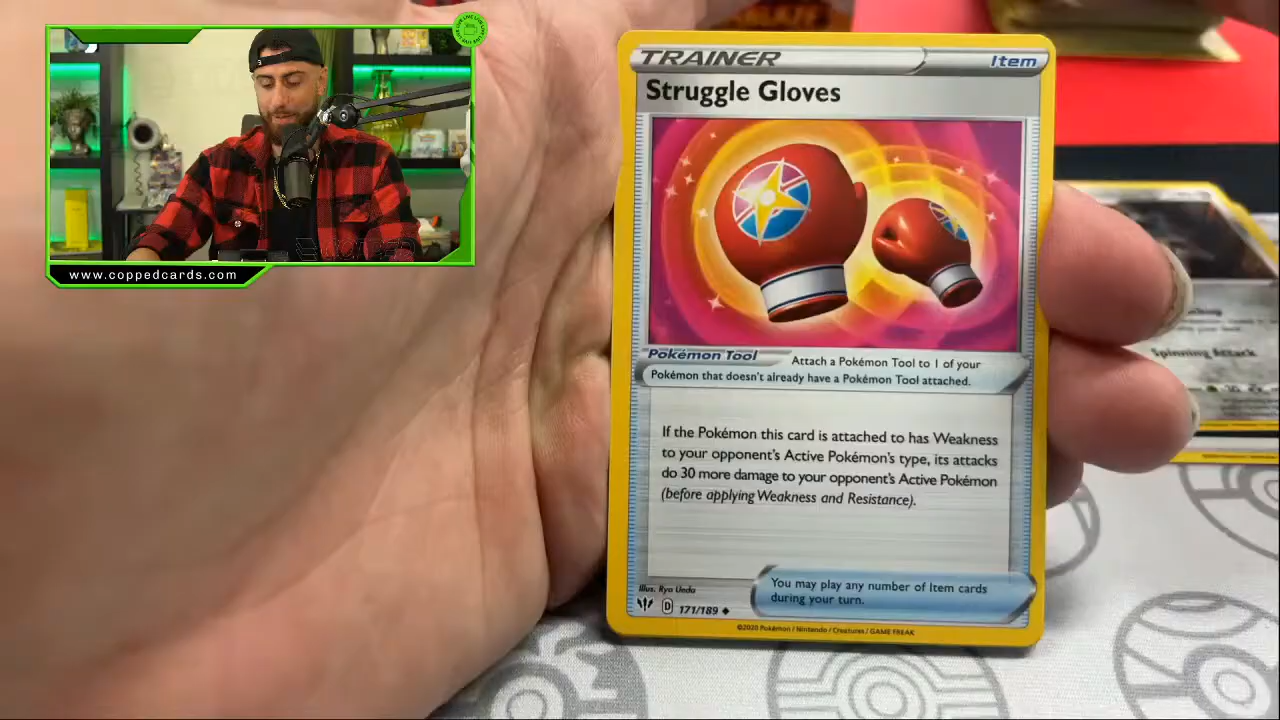 www.coppedcards.com
TRAINER
Item
Struggle Gloves
Pokémon Tool
Attach a Pokémon Tool to 1 of your
Pokémon that doesn't already have a Pokémon Tool attached.
If the Pokémon this card is attached to has Weakness
to your opponent's Active Pokémon's type, its attacks
do 30 more damage to your opponent's Active Pokémon
(before applying Weakness and Resistance).
You may play any number of Item cards
during your turn.
Illus. Ryo Ueda
D 171/189
©2020 Pokémon / Nintendo / Creatures / GAME FREAK
Spinning Attack